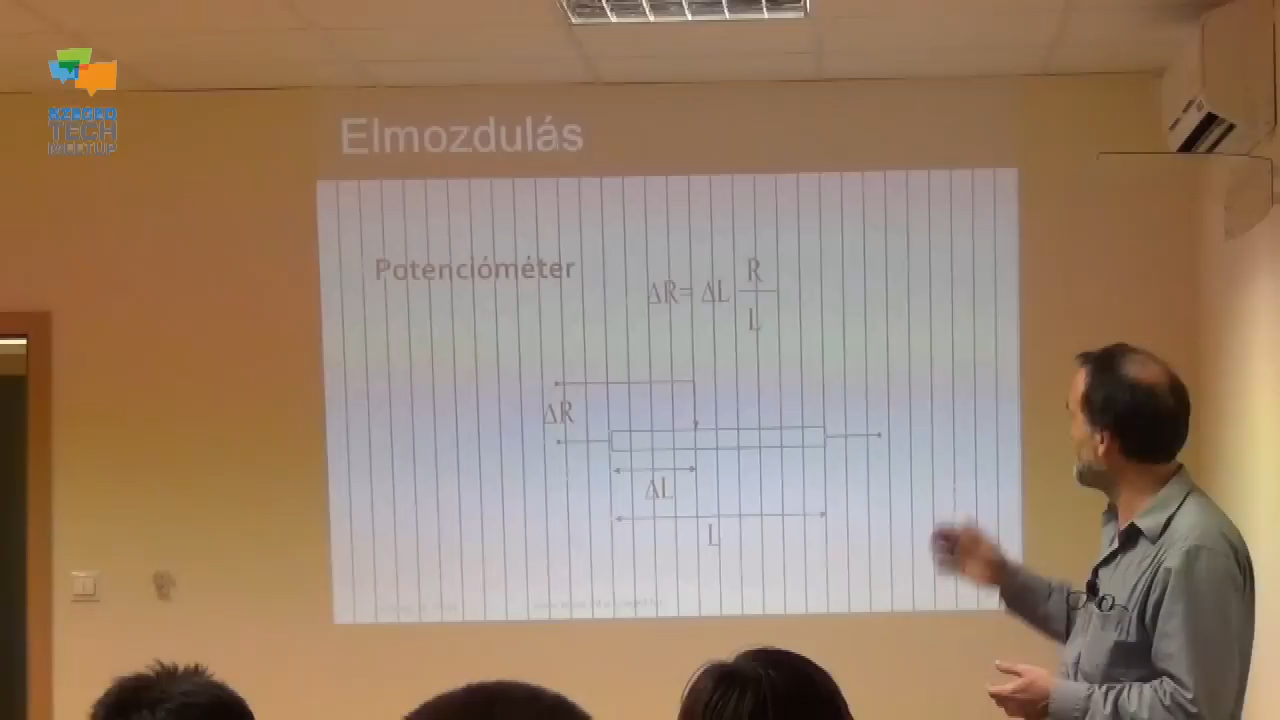 SZEGED
TECH
MEETUP
Elmozdulás
Potencióméter
ΔR= ΔL R
L
ΔR
ΔL
L